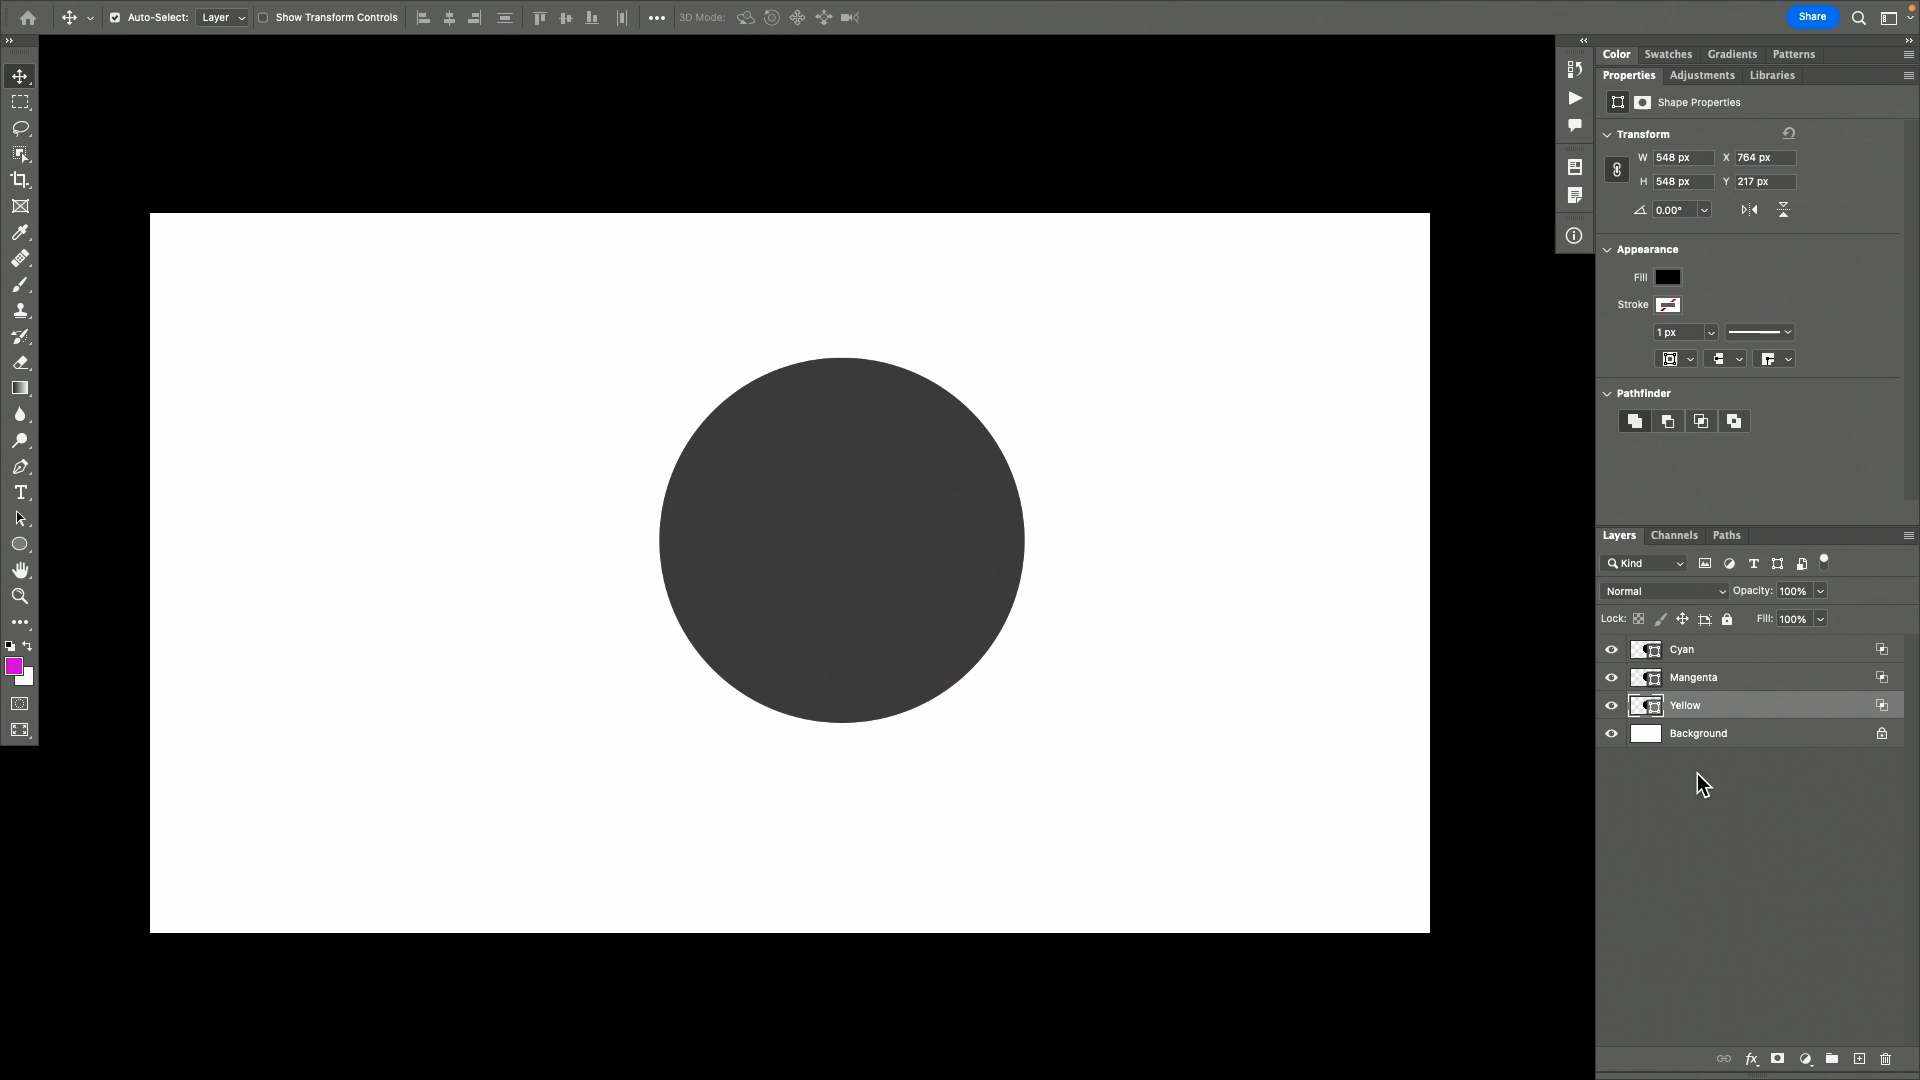 Auto-Select: Layer Show Transform Controls 3D Mode: Share
Color Swatches Gradients Patterns
Properties Adjustments Libraries
Shape Properties
Transform
W 548 px X 764 px
H 548 px Y 217 px
0.00°
Appearance
Fill
Stroke
1 px
Pathfinder
Layers Channels Paths
Kind
Normal Opacity: 100%
Lock: Fill: 100%
Cyan
Mangenta
Yellow
Background
fx